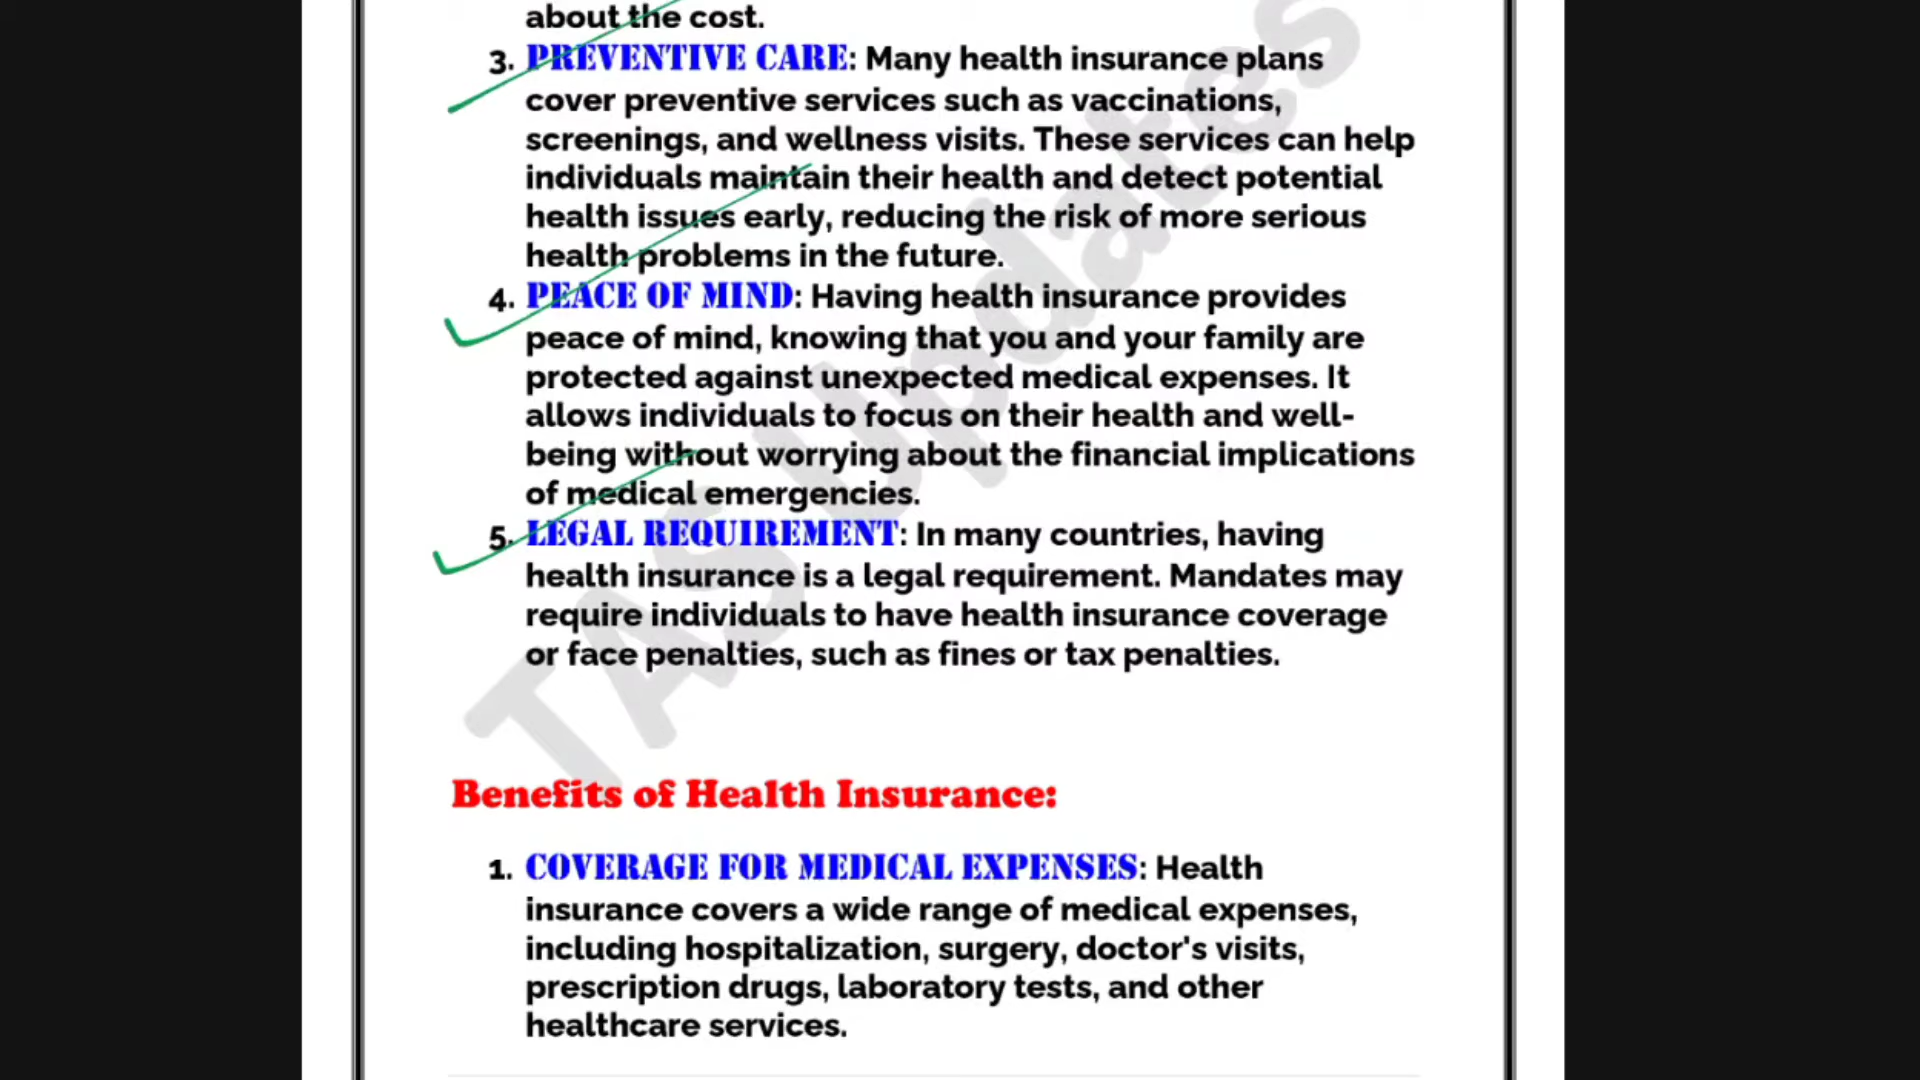 about the cost.
3. PREVENTIVE CARE: Many health insurance plans
cover preventive services such as vaccinations,
screenings, and wellness visits. These services can help
individuals maintain their health and detect potential
health issues early, reducing the risk of more serious
health problems in the future.
4. PEACE OF MIND: Having health insurance provides
peace of mind, knowing that you and your family are
protected against unexpected medical expenses. It
allows individuals to focus on their health and well-
being without worrying about the financial implications
of medical emergencies.
5. LEGAL REQUIREMENT: In many countries, having
health insurance is a legal requirement. Mandates may
require individuals to have health insurance coverage
or face penalties, such as fines or tax penalties.
TAS Updates
Benefits of Health Insurance:
1. COVERAGE FOR MEDICAL EXPENSES: Health
insurance covers a wide range of medical expenses,
including hospitalization, surgery, doctor's visits,
prescription drugs, laboratory tests, and other
healthcare services.